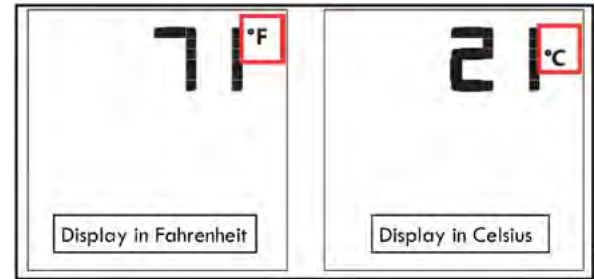 71 °F
21 °C
Display in Fahrenheit
Display in Celsius